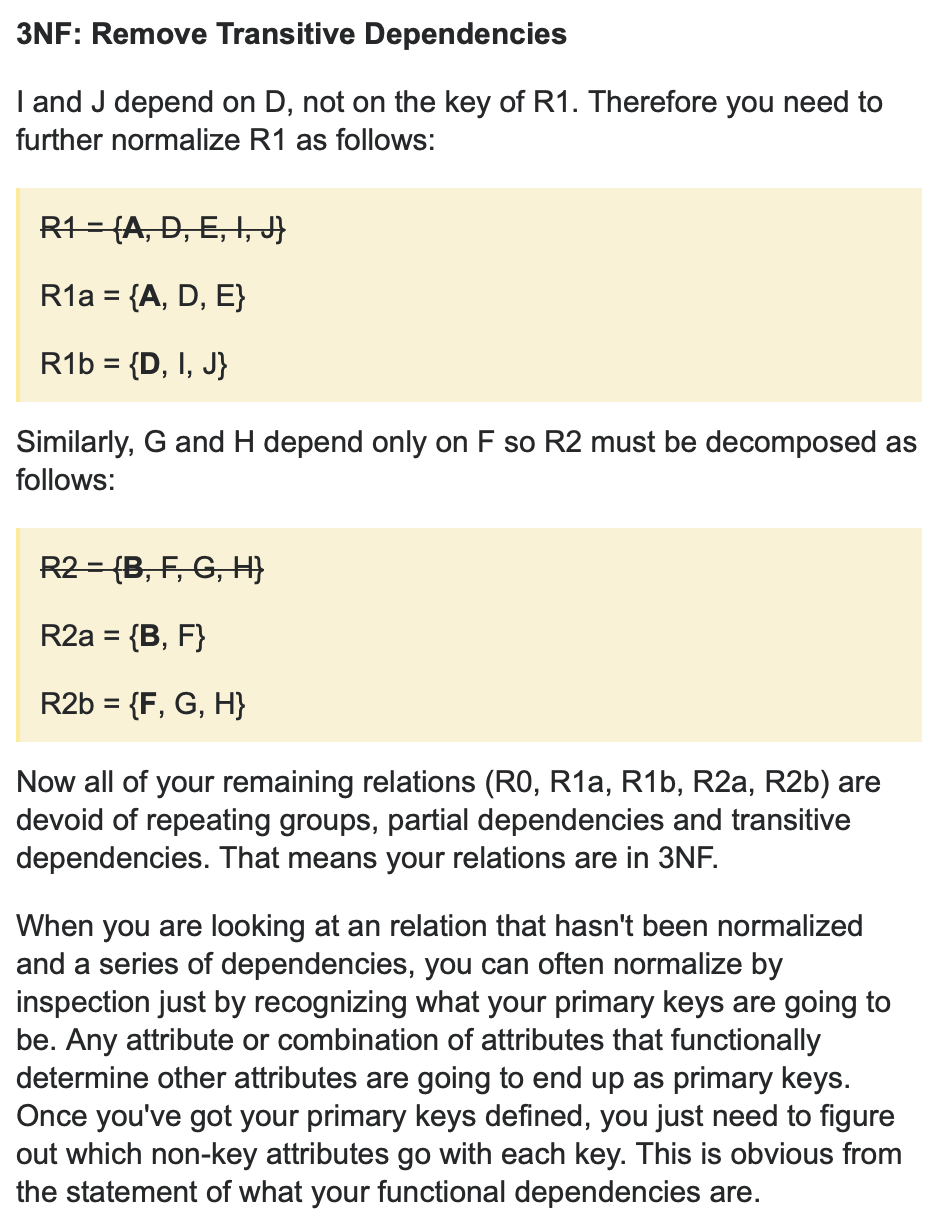 3NF: Remove Transitive Dependencies
I and J depend on D, not on the key of R1. Therefore you need to
further normalize R1 as follows:
R1 = {A, D, E, I, J}
R1a = {A, D, E}
R1b = {D, I, J}
Similarly, G and H depend only on F so R2 must be decomposed as
follows:
R2 = {B, F, G, H}
R2a = {B, F}
R2b = {F, G, H}
Now all of your remaining relations (R0, R1a, R1b, R2a, R2b) are
devoid of repeating groups, partial dependencies and transitive
dependencies. That means your relations are in 3NF.
When you are looking at an relation that hasn't been normalized
and a series of dependencies, you can often normalize by
inspection just by recognizing what your primary keys are going to
be. Any attribute or combination of attributes that functionally
determine other attributes are going to end up as primary keys.
Once you've got your primary keys defined, you just need to figure
out which non-key attributes go with each key. This is obvious from
the statement of what your functional dependencies are.